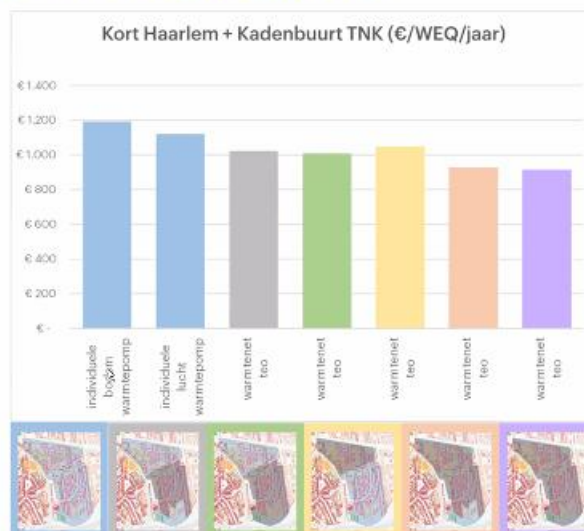 Kort Haarlem + Kadenbuurt TNK (€/WEQ/jaar)
€ 1.400
€ 1.200
€ 1.000
€ 800
€ 600
€ 400
€ 200
€ -
individuele
bodem
warmtepomp
individuele
lucht
warmtepomp
warmtenet
teo
warmtenet
teo
warmtenet
teo
warmtenet
teo
warmtenet
teo